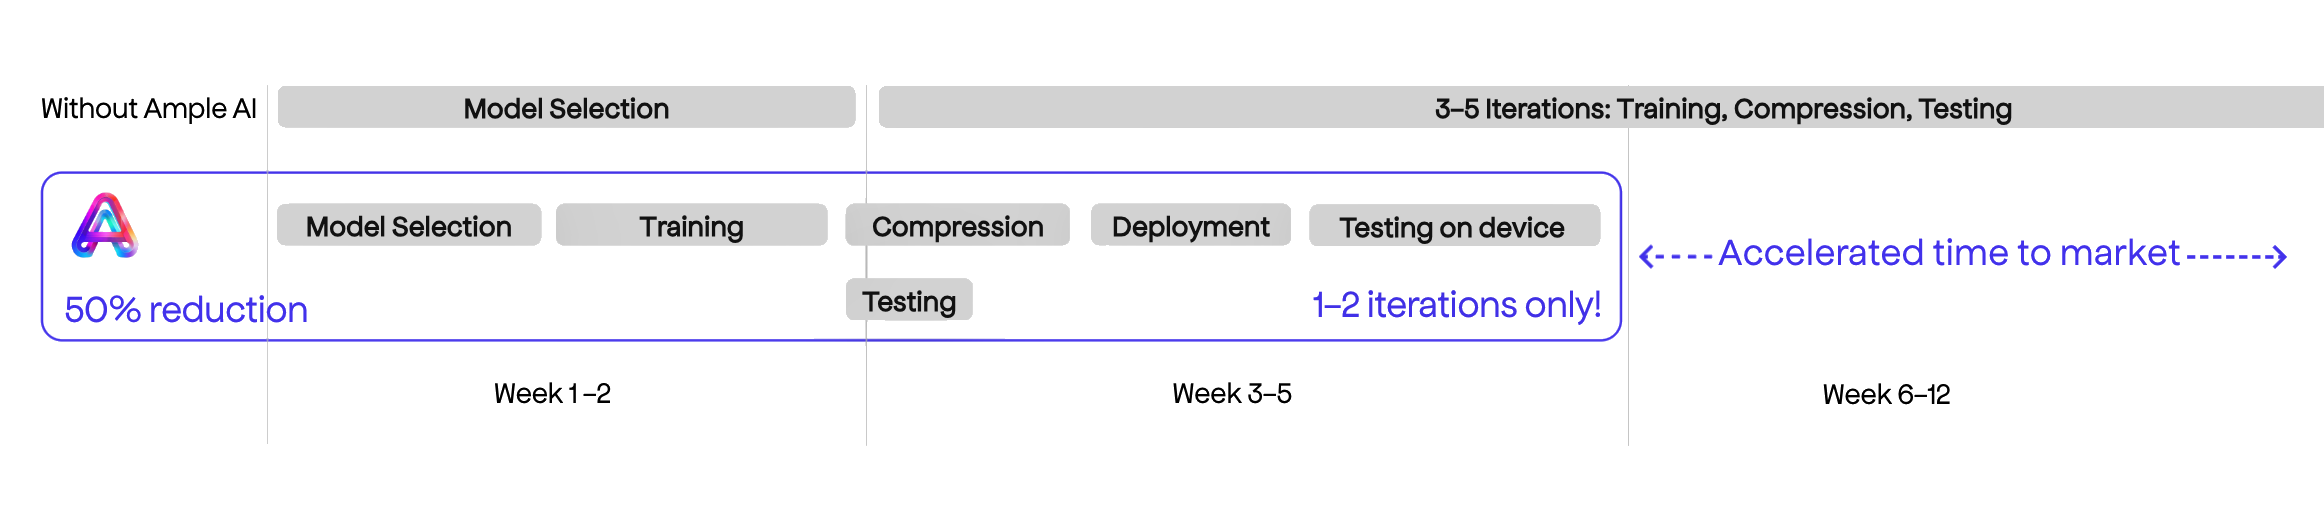 Without Ample AI
Model Selection
3–5 Iterations: Training, Compression, Testing
Model Selection
Training
Compression
Deployment
Testing on device
Accelerated time to market
50% reduction
Testing
1–2 iterations only!
Week 1–2
Week 3–5
Week 6–12